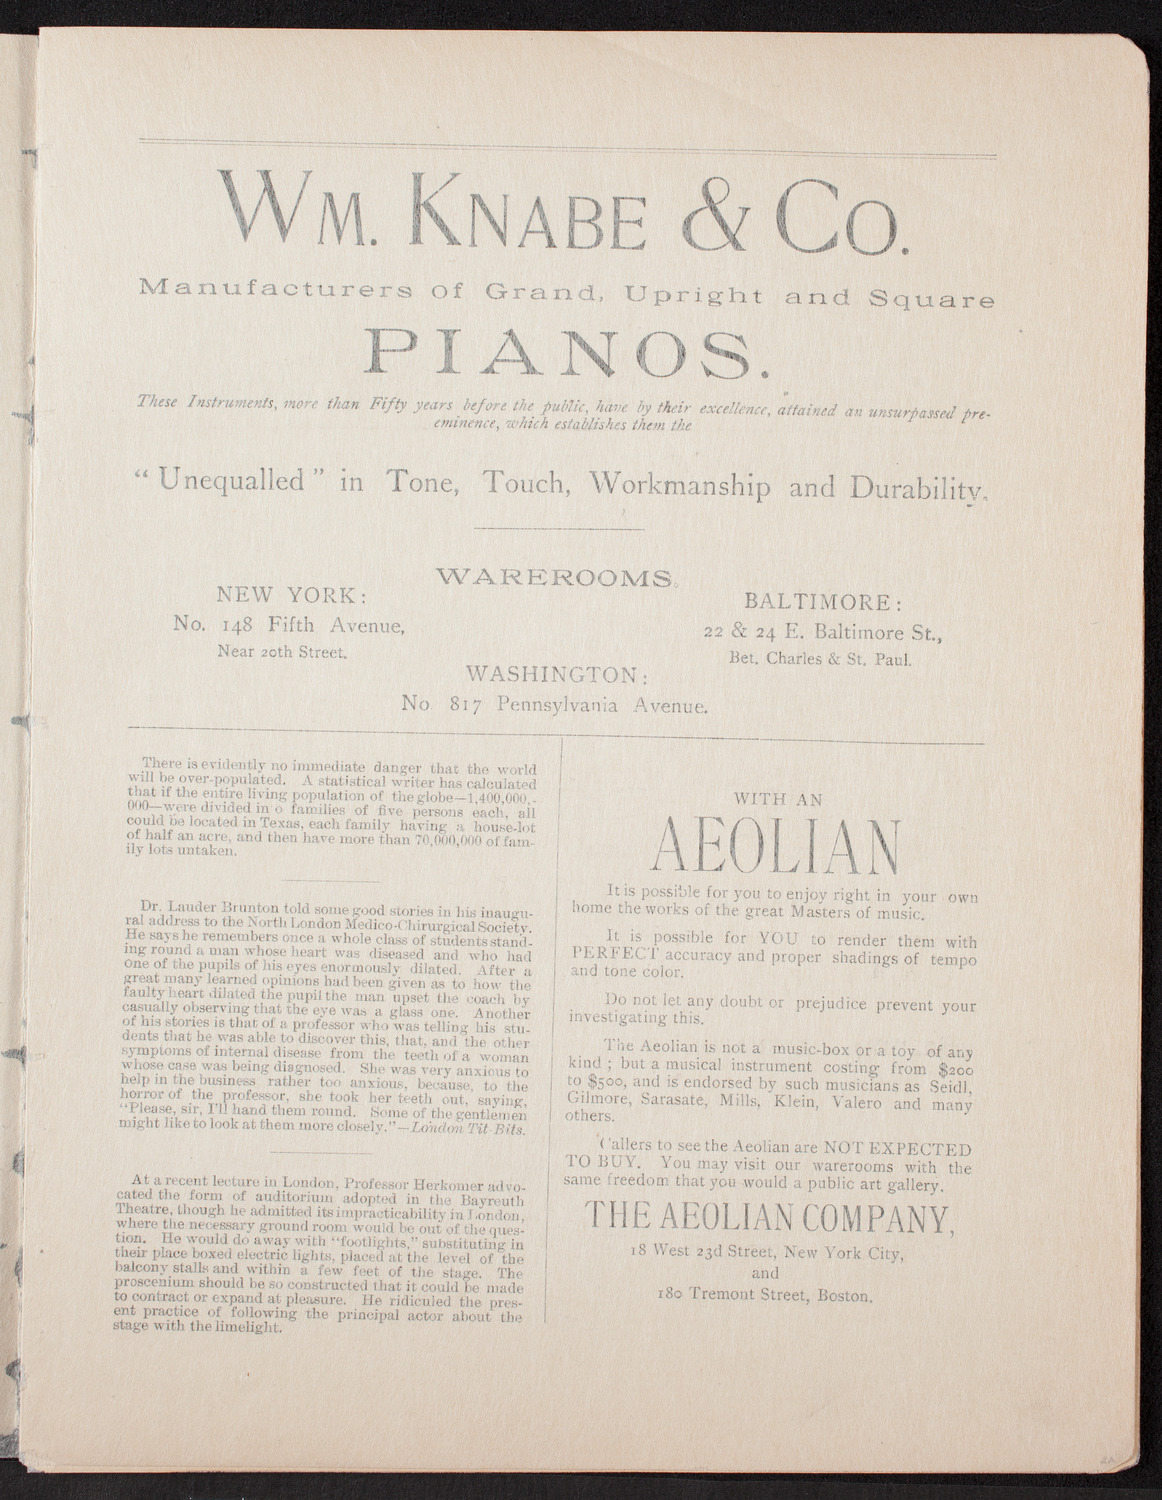 WM. KNABE & CO.
Manufacturers of Grand, Upright and Square
PIANOS.
These Instruments, more than Fifty years before the public, have by their excellence, attained an unsurpassed pre-
eminence, which establishes them the
“Unequalled” in Tone, Touch, Workmanship and Durability.
WAREROOMS.
NEW YORK:
No. 148 Fifth Avenue,
Near 20th Street.
BALTIMORE:
22 & 24 E. Baltimore St.,
Bet. Charles & St. Paul.
WASHINGTON:
No 817 Pennsylvania Avenue.
There is evidently no immediate danger that the world
will be over-populated. A statistical writer has calculated
that if the entire living population of the globe—1,400,000,-
000—were divided in o families of five persons each, all
could be located in Texas, each family having a house-lot
of half an acre, and then have more than 70,000,000 of fam-
ily lots untaken.
Dr. Lauder Brunton told some good stories in his inaugu-
ral address to the North London Medico-Chirurgical Society.
He says he remembers once a whole class of students stand-
ing round a man whose heart was diseased and who had
one of the pupils of his eyes enormously dilated. After a
great many learned opinions had been given as to how the
faulty heart dilated the pupil the man upset the coach by
casually observing that the eye was a glass one. Another
of his stories is that of a professor who was telling his stu-
dents that he was able to discover this, that, and the other
symptoms of internal disease from the teeth of a woman
whose case was being diagnosed. She was very anxious to
help in the business rather too anxious, because, to the
horror of the professor, she took her teeth out, saying,
“Please, sir, I'll hand them round. Some of the gentlemen
might like to look at them more closely.”—London Tit-Bits.
At a recent lecture in London, Professor Herkomer advo-
cated the form of auditorium adopted in the Bayreuth
Theatre, though he admitted its impracticability in London,
where the necessary ground room would be out of the ques-
tion. He would do away with “footlights,” substituting in
their place boxed electric lights, placed at the level of the
balcony stalls and within a few feet of the stage. The
proscenium should be so constructed that it could be made
to contract or expand at pleasure. He ridiculed the pres-
ent practice of following the principal actor about the
stage with the limelight.
WITH AN
AEOLIAN
It is possible for you to enjoy right in your own
home the works of the great Masters of music.
It is possible for YOU to render them with
PERFECT accuracy and proper shadings of tempo
and tone color.
Do not let any doubt or prejudice prevent your
investigating this.
The Aeolian is not a music-box or a toy of any
kind ; but a musical instrument costing from $200
to $500, and is endorsed by such musicians as Seidl,
Gilmore, Sarasate, Mills, Klein, Valero and many
others.
Callers to see the Aeolian are NOT EXPECTED
TO BUY. You may visit our warerooms with the
same freedom that you would a public art gallery.
THE AEOLIAN COMPANY,
18 West 23d Street, New York City,
and
180 Tremont Street, Boston.